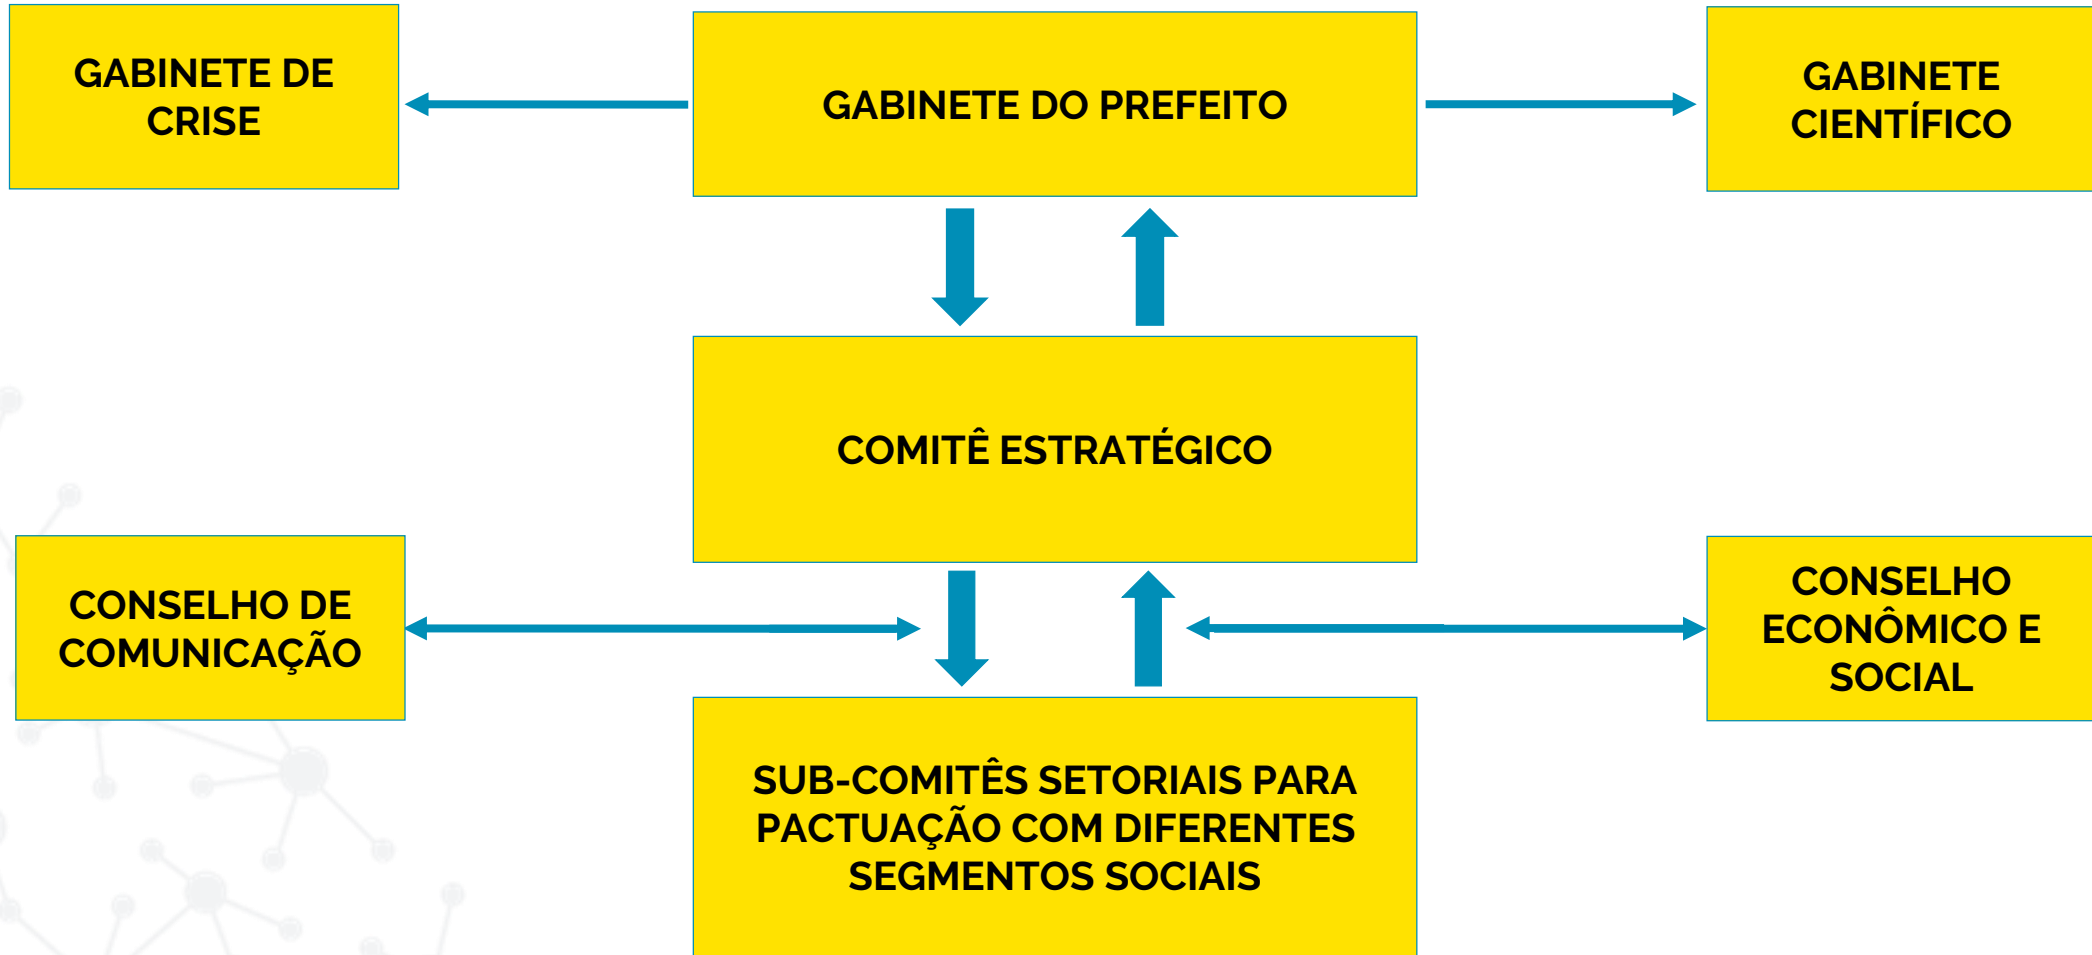 GABINETE DE
CRISE
GABINETE DO PREFEITO
GABINETE
CIENTÍFICO
COMITÊ ESTRATÉGICO
CONSELHO DE
COMUNICAÇÃO
CONSELHO
ECONÔMICO E
SOCIAL
SUB-COMITÊS SETORIAIS PARA
PACTUAÇÃO COM DIFERENTES
SEGMENTOS SOCIAIS